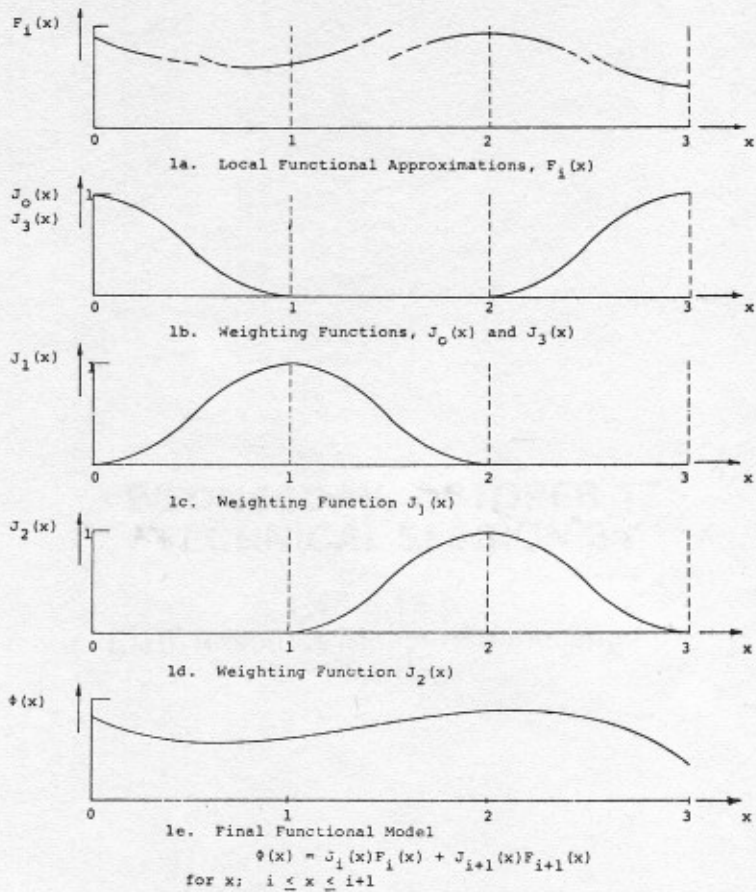 F_i(x)
0 1 2 3 x
1a. Local Functional Approximations, F_i(x)
J_o(x)
J_3(x)
1
0 1 2 3 x
1b. Weighting Functions, J_o(x) and J_3(x)
J_1(x)
1
0 1 2 3 x
1c. Weighting Function J_1(x)
J_2(x)
1
0 1 2 3 x
1d. Weighting Function J_2(x)
Φ(x)
0 1 2 3 x
1e. Final Functional Model
Φ(x) = J_i(x)F_i(x) + J_{i+1}(x)F_{i+1}(x)
for x; i ≤ x ≤ i+1